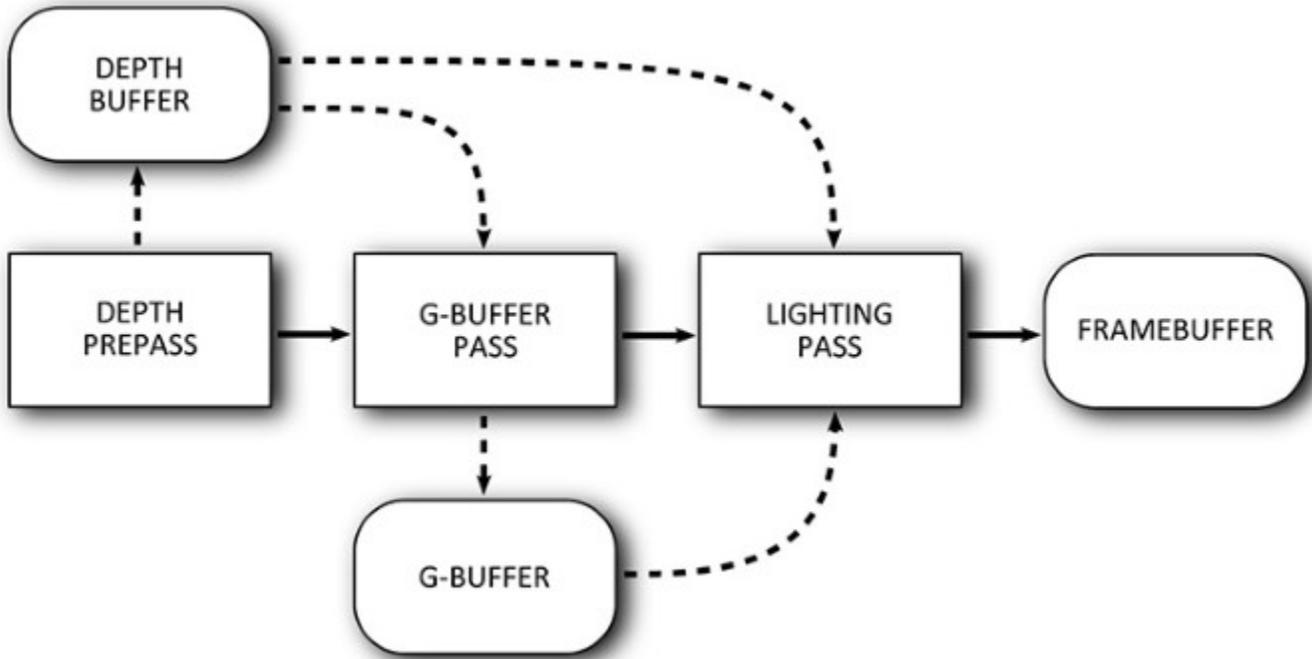 DEPTH
BUFFER
DEPTH
PREPASS
G-BUFFER
PASS
LIGHTING
PASS
FRAMEBUFFER
G-BUFFER